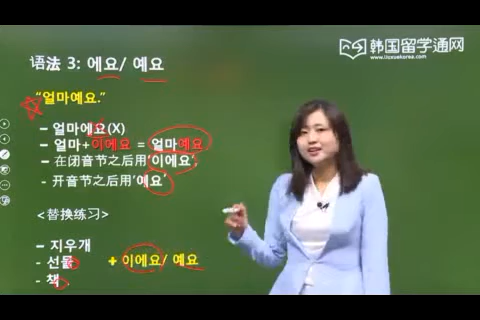 韩国留学通网
www.liuxuekorea.com
语法 3: 에요/ 예요
“얼마예요.”
– 얼마에요(X)
– 얼마+이에요 = 얼마예요
– 在闭音节之后用‘이에요’,
- 开音节之后用‘예요’
<替换练习>
– 지우개
- 선물
+ 이에요/ 예요
- 책